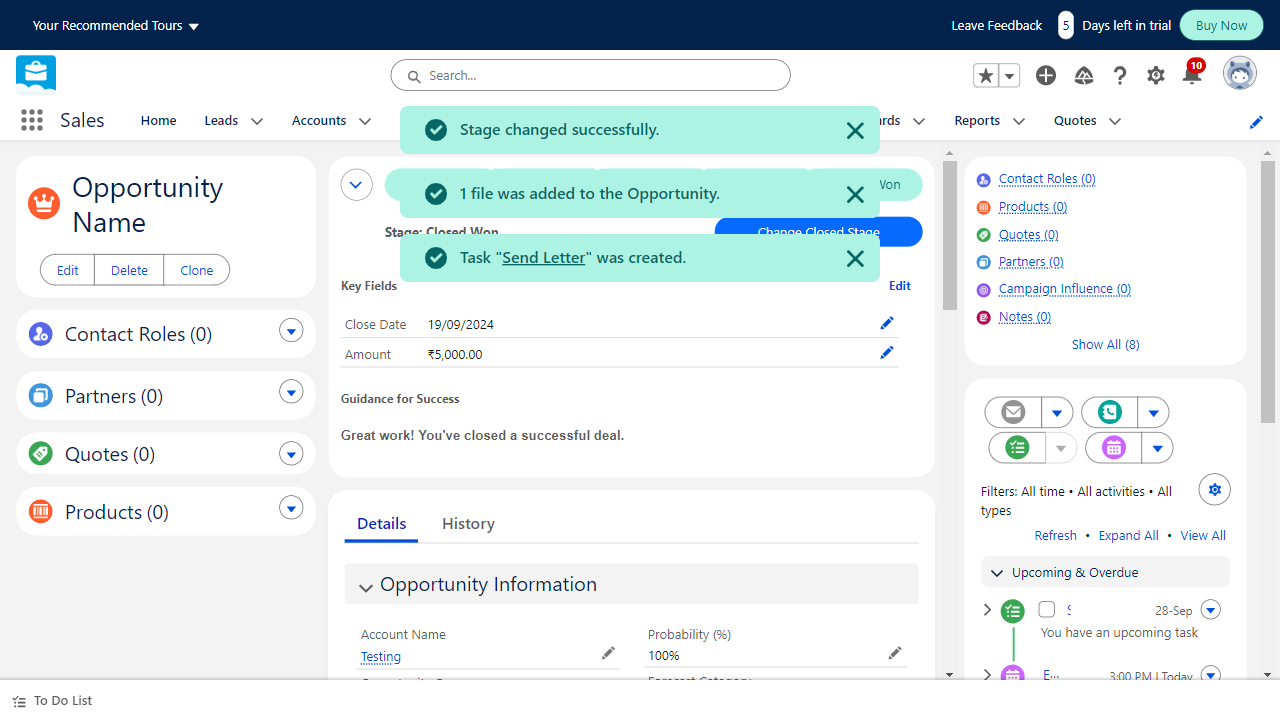 Your Recommended Tours
Leave Feedback
5
Days left in trial
Buy Now
Search...
10
Sales
Home
Leads
Accounts
Reports
Quotes
Stage changed successfully.
1 file was added to the Opportunity.
Won
Stage: Closed Won
Change Closed Stage
Task "Send Letter" was created.
Opportunity
Name
Edit
Delete
Clone
Contact Roles (0)
Partners (0)
Quotes (0)
Products (0)
Key Fields
Edit
Close Date
19/09/2024
Amount
₹5,000.00
Guidance for Success
Great work! You've closed a successful deal.
Details
History
Opportunity Information
Account Name
Testing
Probability (%)
100%
Contact Roles (0)
Products (0)
Quotes (0)
Partners (0)
Campaign Influence (0)
Notes (0)
Show All (8)
Filters: All time • All activities • All
types
Refresh • Expand All • View All
Upcoming & Overdue
28-Sep
You have an upcoming task
E...
3:00 PM | Today
To Do List